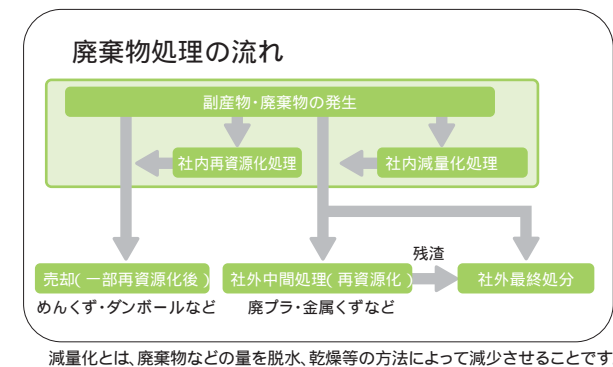 廃棄物処理の流れ
副産物・廃棄物の発生
社内再資源化処理
社内減量化処理
残渣
売却(一部再資源化後)
社外中間処理(再資源化)
社外最終処分
めんくず・ダンボールなど
廃プラ・金属くずなど
減量化とは、廃棄物などの量を脱水、乾燥等の方法によって減少させることです